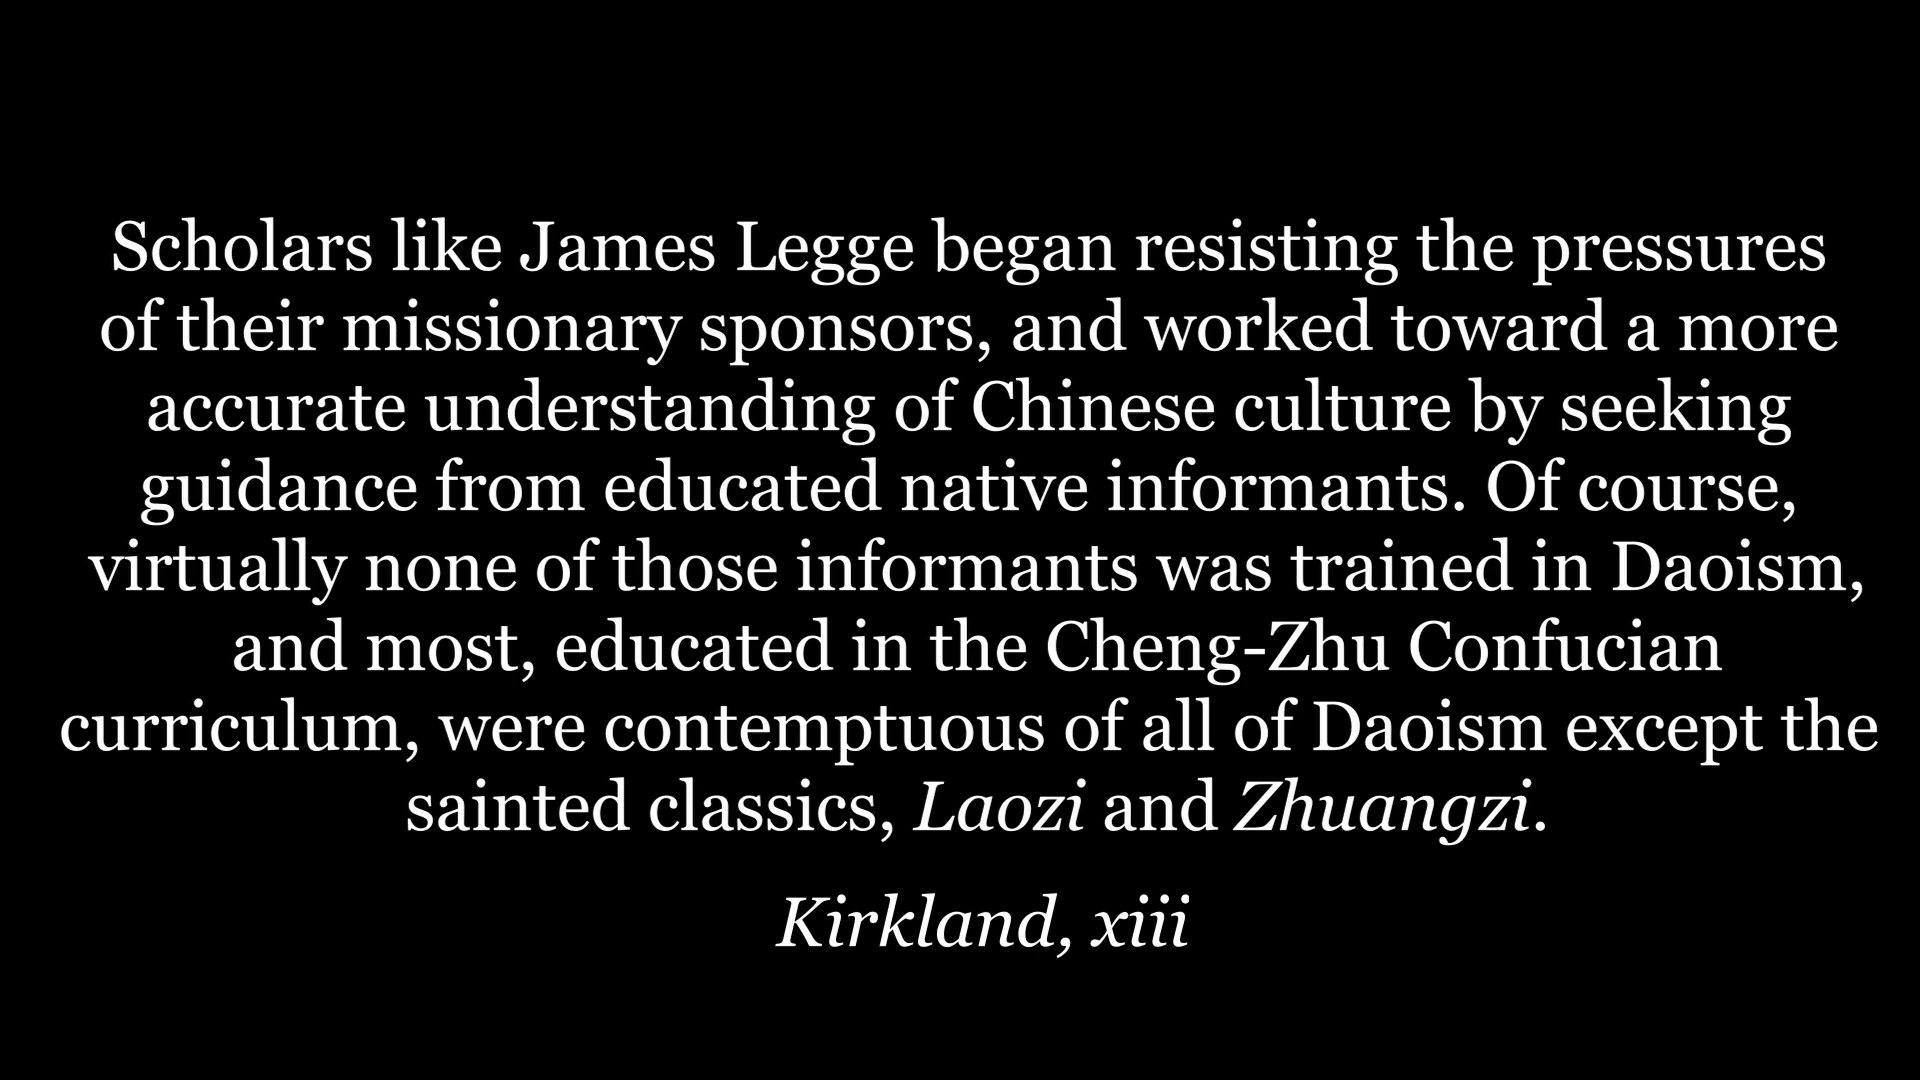 Scholars like James Legge began resisting the pressures
of their missionary sponsors, and worked toward a more
accurate understanding of Chinese culture by seeking
guidance from educated native informants. Of course,
virtually none of those informants was trained in Daoism,
and most, educated in the Cheng-Zhu Confucian
curriculum, were contemptuous of all of Daoism except the
sainted classics, Laozi and Zhuangzi.
Kirkland, xiii